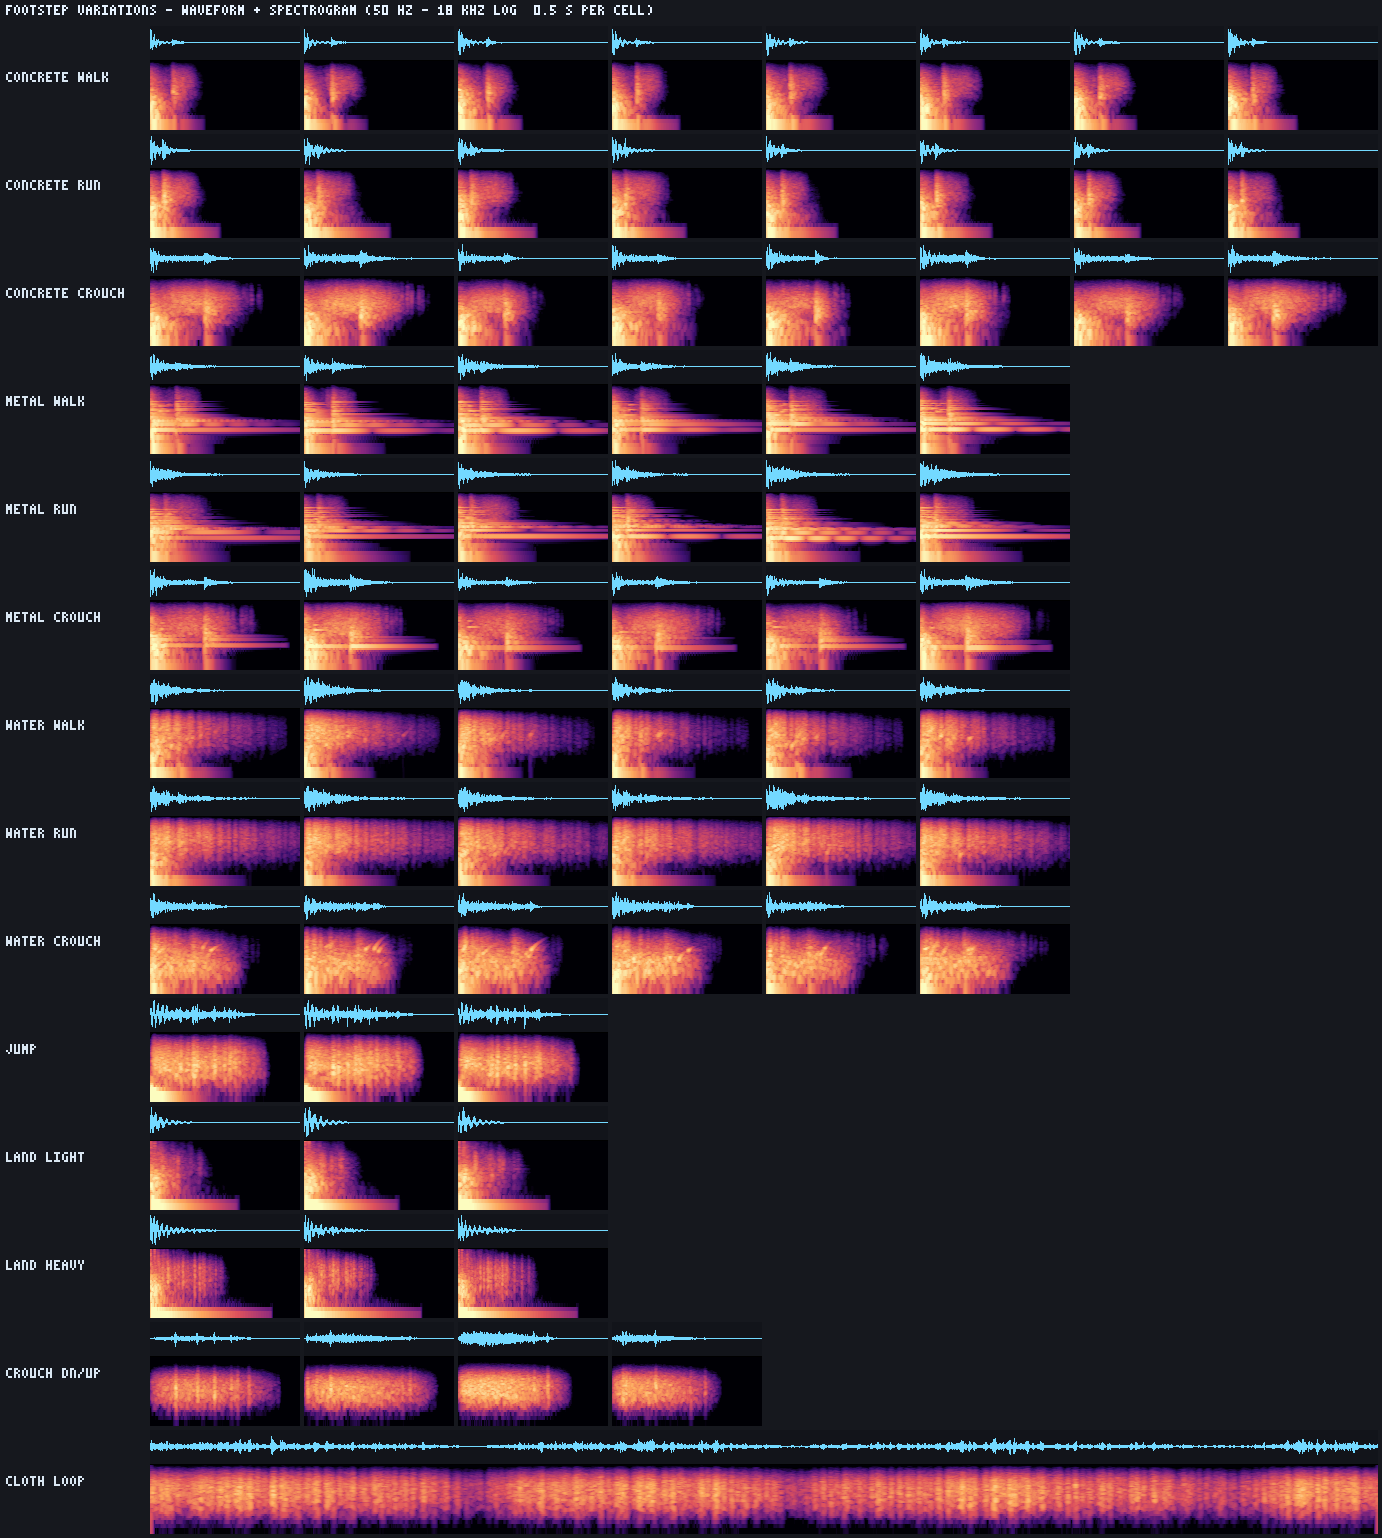 FOOTSTEP VARIATIONS - WAVEFORM + SPECTROGRAM (50 HZ - 18 KHZ LOG 0.5 S PER CELL)
CONCRETE WALK
CONCRETE RUN
CONCRETE CROUCH
METAL WALK
METAL RUN
METAL CROUCH
WATER WALK
WATER RUN
WATER CROUCH
JUMP
LAND LIGHT
LAND HEAVY
CROUCH DN/UP
CLOTH LOOP